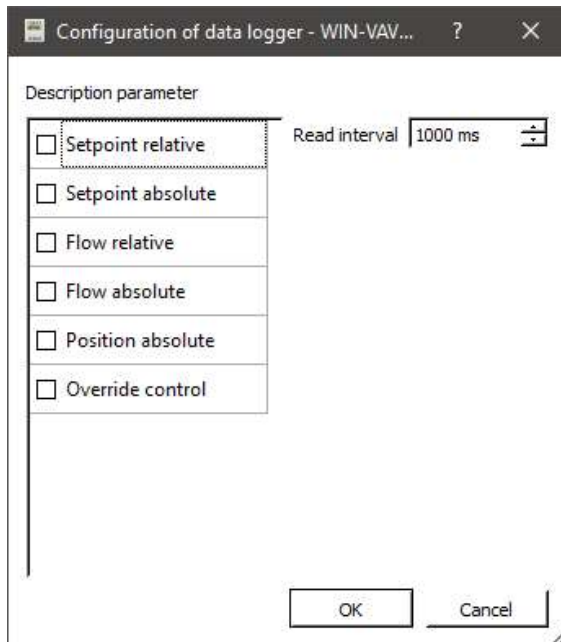 Configuration of data logger - WIN-VAV... ? ✕
Description parameter
Setpoint relative
Read interval 1000 ms
Setpoint absolute
Flow relative
Flow absolute
Position absolute
Override control
OK Cancel